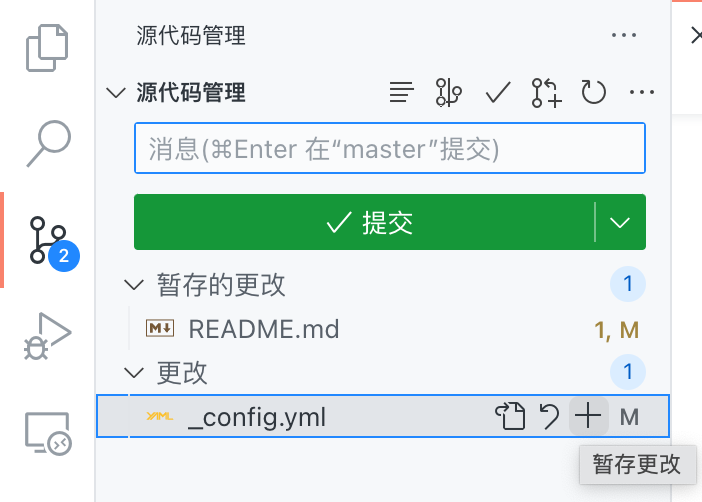 源代码管理
源代码管理
消息(⌘Enter 在“master”提交)
提交
2
暂存的更改 1
README.md 1, M
更改 1
YAML _config.yml M
暂存更改